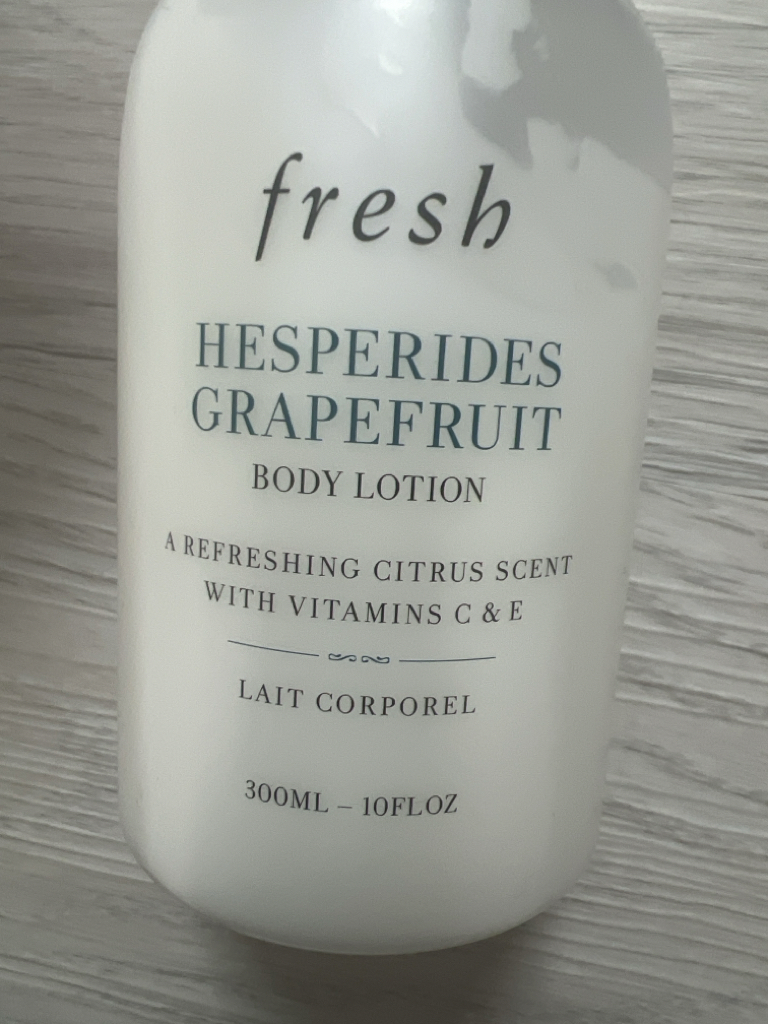 fresh
HESPERIDES
GRAPEFRUIT
BODY LOTION
A REFRESHING CITRUS SCENT
WITH VITAMINS C & E
LAIT CORPOREL
300ML – 10FLOZ